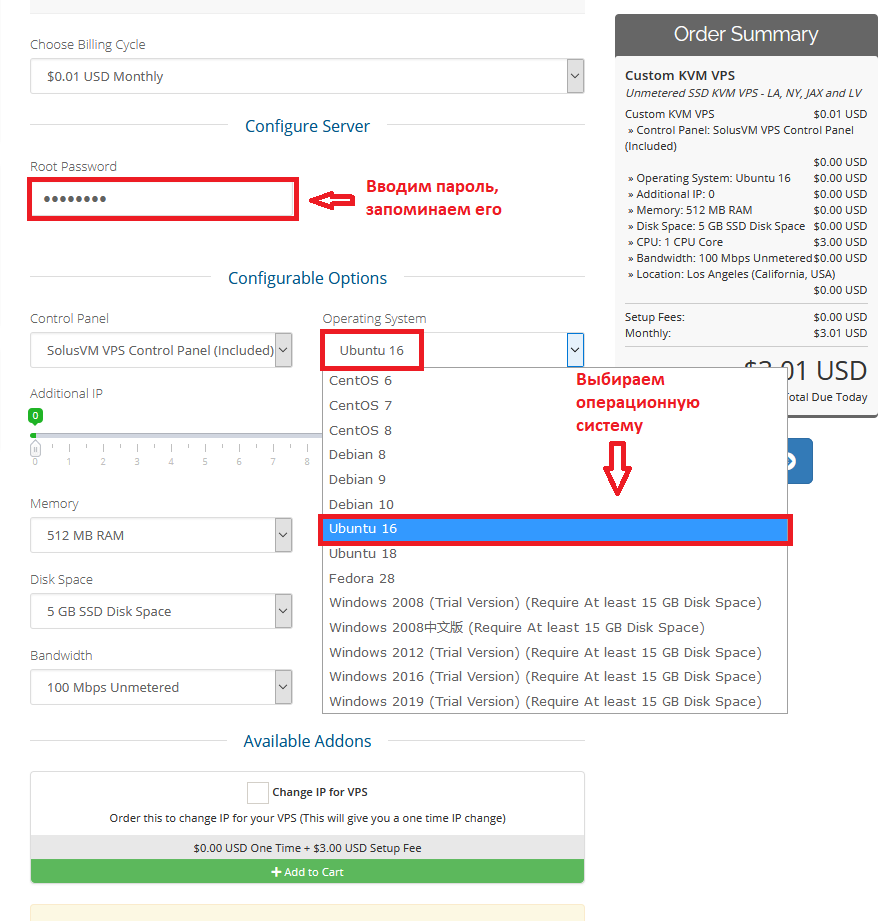 Choose Billing Cycle
$0.01 USD Monthly
Configure Server
Root Password
••••••••
Вводим пароль,
запоминаем его
Configurable Options
Control Panel
SolusVM VPS Control Panel (Included)
Operating System
Ubuntu 16
CentOS 6
CentOS 7
CentOS 8
Debian 8
Debian 9
Debian 10
Ubuntu 16
Ubuntu 18
Fedora 28
Windows 2008 (Trial Version) (Require At least 15 GB Disk Space)
Windows 2008中文版 (Require At least 15 GB Disk Space)
Windows 2012 (Trial Version) (Require At least 15 GB Disk Space)
Windows 2016 (Trial Version) (Require At least 15 GB Disk Space)
Windows 2019 (Trial Version) (Require At least 15 GB Disk Space)
Выбираем
операционную
систему
Additional IP
0
0 1 2 3 4 5 6 7 8
Memory
512 MB RAM
Disk Space
5 GB SSD Disk Space
Bandwidth
100 Mbps Unmetered
Available Addons
Change IP for VPS
Order this to change IP for your VPS (This will give you a one time IP change)
$0.00 USD One Time + $3.00 USD Setup Fee
Add to Cart
Order Summary
Custom KVM VPS
Unmetered SSD KVM VPS - LA, NY, JAX and LV
Custom KVM VPS $0.01 USD
» Control Panel: SolusVM VPS Control Panel
(Included)
$0.00 USD
» Operating System: Ubuntu 16 $0.00 USD
» Additional IP: 0 $0.00 USD
» Memory: 512 MB RAM $0.00 USD
» Disk Space: 5 GB SSD Disk Space $0.00 USD
» CPU: 1 CPU Core $3.00 USD
» Bandwidth: 100 Mbps Unmetered $0.00 USD
» Location: Los Angeles (California, USA)
$0.00 USD
Setup Fees: $0.00 USD
Monthly: $3.01 USD
$3.01 USD
Total Due Today